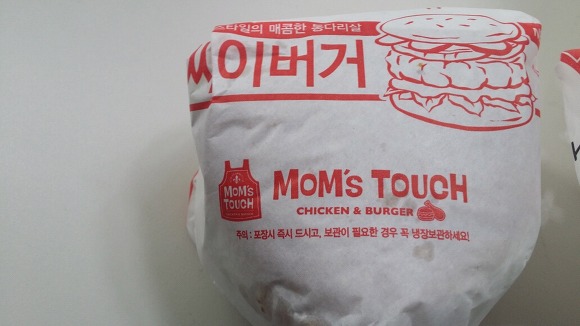 스타일의 매콤한 통다리살
이버거
MOM'S TOUCH
MOM'S TOUCH
CHICKEN & BURGER
주의 : 포장시 즉시 드시고, 보관이 필요한 경우 꼭 냉장보관하세요!